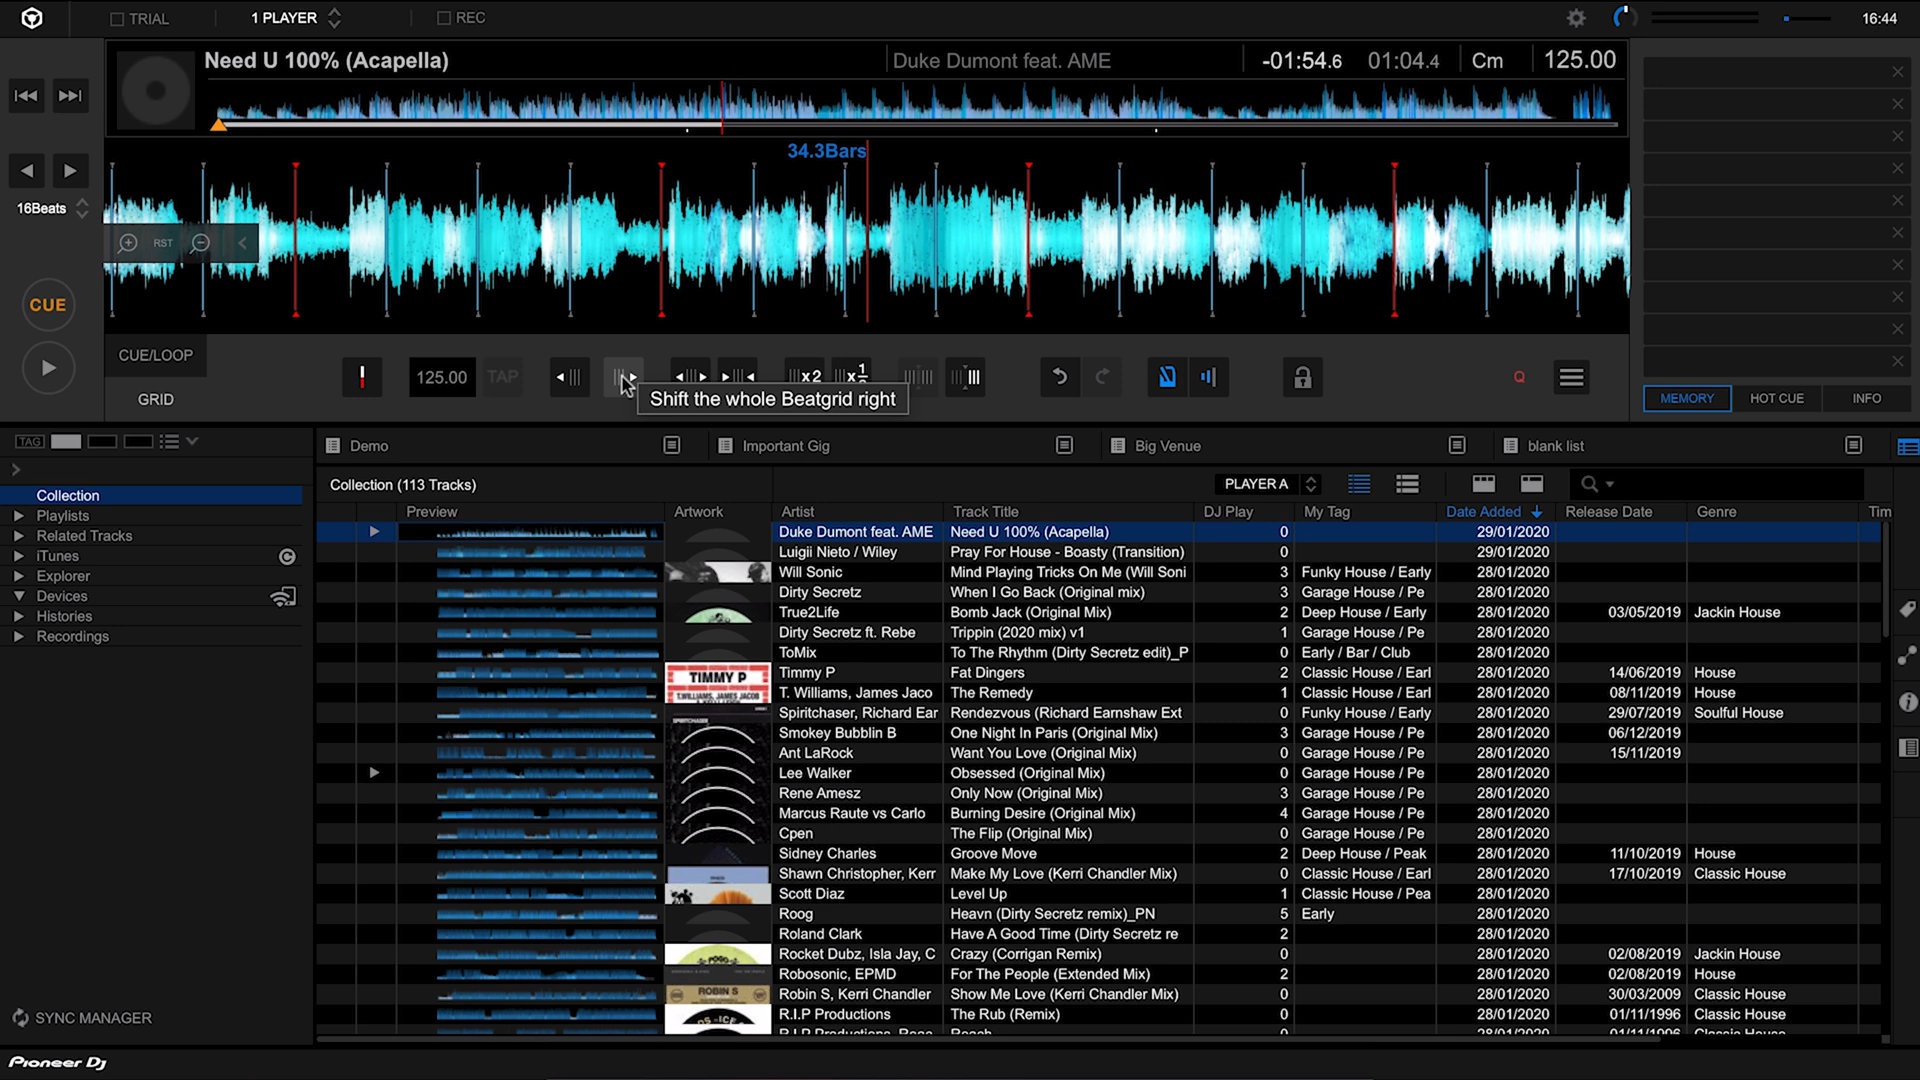 TRIAL
1 PLAYER
REC
16:44
Need U 100% (Acapella)
Duke Dumont feat. AME
-01:54.6 01:04.4 Cm 125.00
34.3Bars
16Beats
RST
CUE
CUE/LOOP
GRID
125.00 TAP
x2 x1/2
Q
Shift the whole Beatgrid right
MEMORY HOT CUE INFO
TAG
Demo Important Gig Big Venue blank list
Collection (113 Tracks)
PLAYER A
Collection
Playlists
Related Tracks
iTunes
Explorer
Devices
Histories
Recordings
Preview Artwork Artist Track Title DJ Play My Tag Date Added Release Date Genre Tim
Duke Dumont feat. AME Need U 100% (Acapella) 0 29/01/2020
Luigii Nieto / Wiley Pray For House - Boasty (Transition) 0 29/01/2020
Will Sonic Mind Playing Tricks On Me (Will Soni 3 Funky House / Early 28/01/2020
Dirty Secretz When I Go Back (Original mix) 3 Garage House / Pe 28/01/2020
True2Life Bomb Jack (Original Mix) 2 Deep House / Early 28/01/2020 03/05/2019 Jackin House
Dirty Secretz ft. Rebe Trippin (2020 mix) v1 1 Garage House / Pe 28/01/2020
ToMix To The Rhythm (Dirty Secretz edit)_P 0 Early / Bar / Club 28/01/2020
TIMMY P
Timmy P Fat Dingers 2 Classic House / Earl 28/01/2020 14/06/2019 House
T.WILLIAMS, JAMES JACOB
T. Williams, James Jaco The Remedy 1 Classic House / Earl 28/01/2020 08/11/2019 House
SPIRITCHASER
Spiritchaser, Richard Ear Rendezvous (Richard Earnshaw Ext 0 Funky House / Early 28/01/2020 29/07/2019 Soulful House
Smokey Bubblin B One Night In Paris (Original Mix) 3 Garage House / Pe 28/01/2020 06/12/2019
Ant LaRock Want You Love (Original Mix) 0 Garage House / Pe 28/01/2020 15/11/2019
Lee Walker Obsessed (Original Mix) 0 Garage House / Pe 28/01/2020
Rene Amesz Only Now (Original Mix) 3 Garage House / Pe 28/01/2020
Marcus Raute vs Carlo Burning Desire (Original Mix) 4 Garage House / Pe 28/01/2020
Cpen The Flip (Original Mix) 0 Garage House / Pe 28/01/2020
Sidney Charles Groove Move 2 Deep House / Peak 28/01/2020 11/10/2019 House
Shawn Christopher, Kerr Make My Love (Kerri Chandler Mix) 0 Classic House / Earl 28/01/2020 17/10/2019 Classic House
Scott Diaz Level Up 1 Classic House / Pea 28/01/2020
Roog Heavn (Dirty Secretz remix)_PN 5 Early 28/01/2020
Roland Clark Have A Good Time (Dirty Secretz re 2 28/01/2020
Rocket Dubz, Isla Jay, C Crazy (Corrigan Remix) 0 28/01/2020 02/08/2019 Jackin House
Robosonic, EPMD For The People (Extended Mix) 2 28/01/2020 02/08/2019 House
ROBIN S
Robin S, Kerri Chandler Show Me Love (Kerri Chandler Mix) 0 28/01/2020 30/03/2009 Classic House
R.I.P Productions The Rub (Remix) 0 28/01/2020 01/11/1996 Classic House
SYNC MANAGER
Pioneer Dj